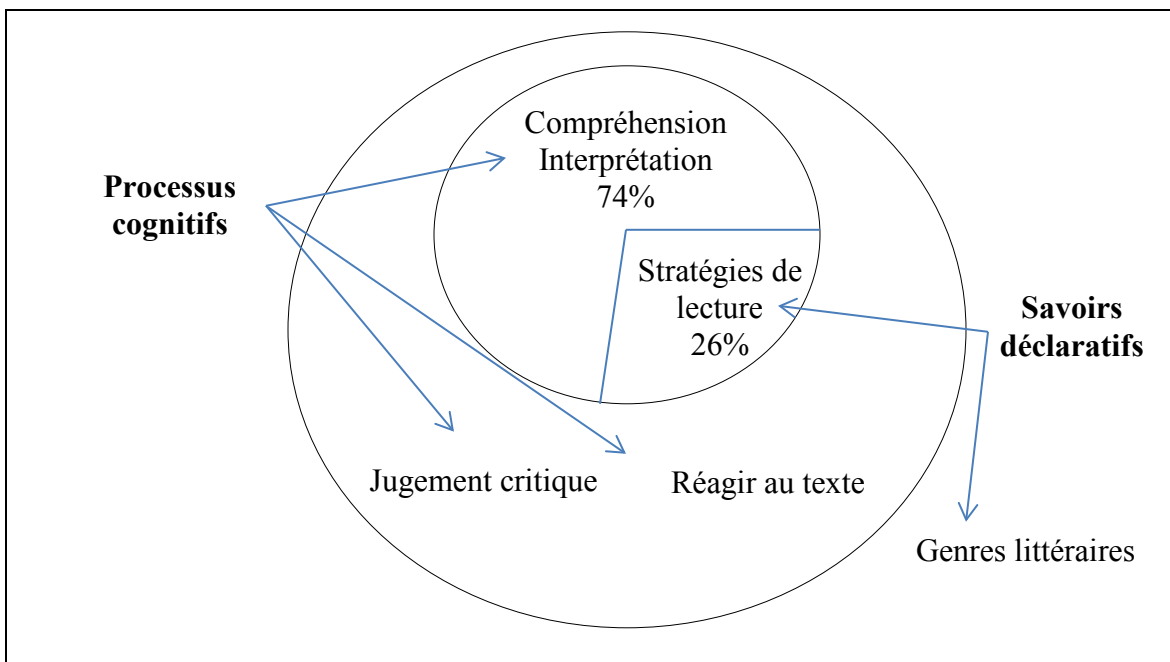 Compréhension
Interprétation
74%
Processus
cognitifs
Stratégies de
lecture
26%
Savoirs
déclaratifs
Jugement critique
Réagir au texte
Genres littéraires